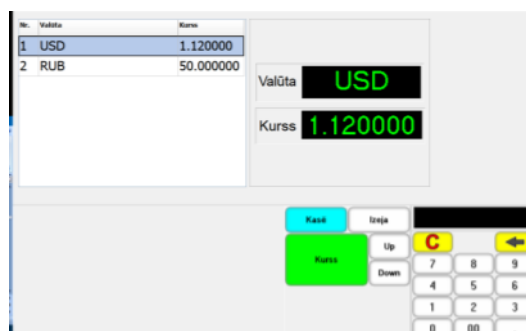 Nr. Valūta Kurss
1 USD 1.120000
2 RUB 50.000000
Valūta USD
Kurss 1.120000
Kasē Izeja
Kurss Up
Down
C
7 8 9
4 5 6
1 2 3
0 00